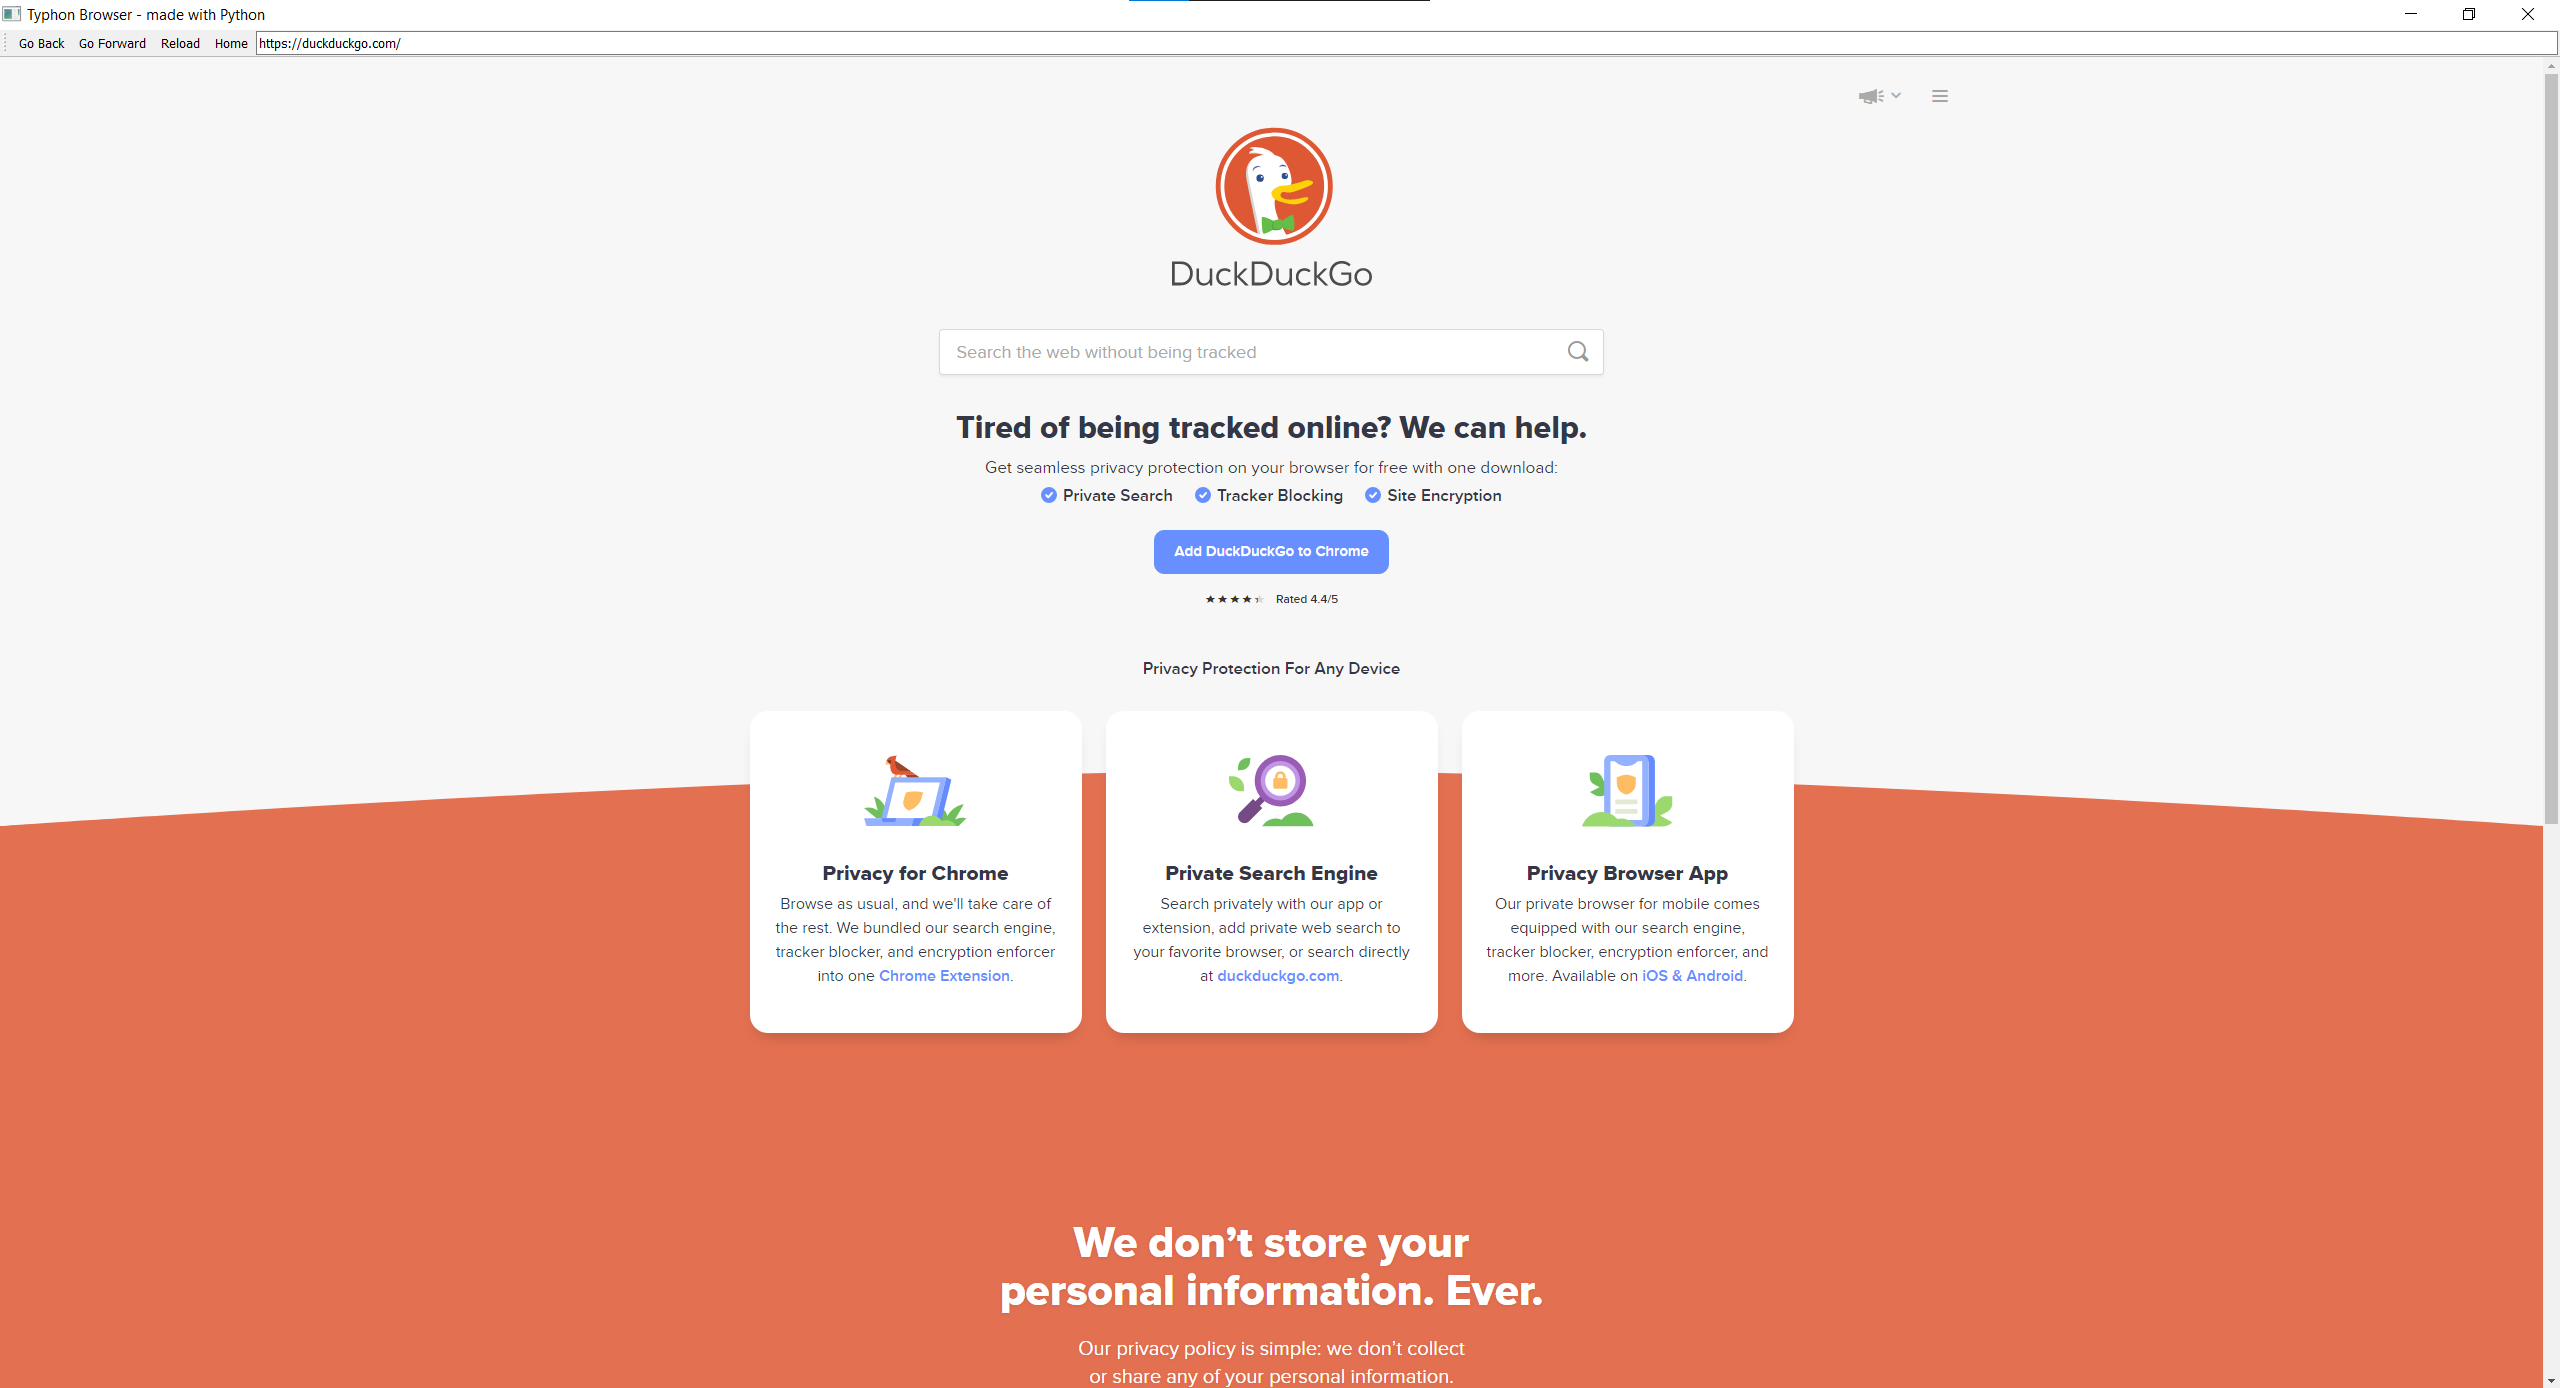 Typhon Browser - made with Python
Go Back Go Forward Reload Home https://duckduckgo.com/
DuckDuckGo
Search the web without being tracked
Tired of being tracked online? We can help.
Get seamless privacy protection on your browser for free with one download:
Private Search Tracker Blocking Site Encryption
Add DuckDuckGo to Chrome
Rated 4.4/5
Privacy Protection For Any Device
Privacy for Chrome
Browse as usual, and we'll take care of
the rest. We bundled our search engine,
tracker blocker, and encryption enforcer
into one Chrome Extension.
Private Search Engine
Search privately with our app or
extension, add private web search to
your favorite browser, or search directly
at duckduckgo.com.
Privacy Browser App
Our private browser for mobile comes
equipped with our search engine,
tracker blocker, encryption enforcer, and
more. Available on iOS & Android.
We don’t store your
personal information. Ever.
Our privacy policy is simple: we don’t collect
or share any of your personal information.